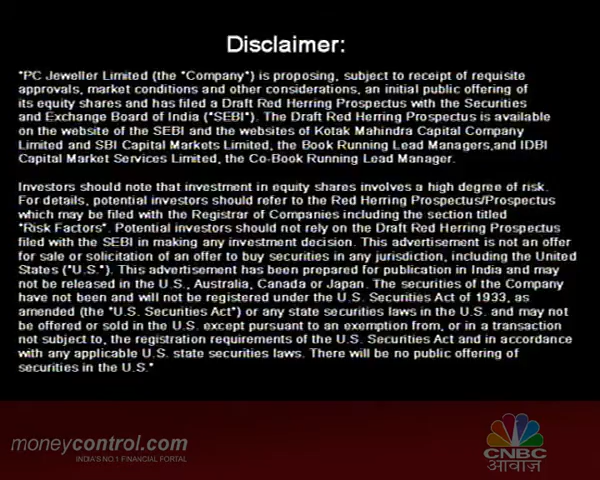 Disclaimer:
"PC Jeweller Limited (the "Company") is proposing, subject to receipt of requisite
approvals, market conditions and other considerations, an initial public offering of
its equity shares and has filed a Draft Red Herring Prospectus with the Securities
and Exchange Board of India ("SEBI"). The Draft Red Herring Prospectus is available
on the website of the SEBI and the websites of Kotak Mahindra Capital Company
Limited and SBI Capital Markets Limited, the Book Running Lead Managers,and IDBI
Capital Market Services Limited, the Co-Book Running Lead Manager.
Investors should note that investment in equity shares involves a high degree of risk.
For details, potential investors should refer to the Red Herring Prospectus/Prospectus
which may be filed with the Registrar of Companies including the section titled
"Risk Factors". Potential investors should not rely on the Draft Red Herring Prospectus
filed with the SEBI in making any investment decision. This advertisement is not an offer
for sale or solicitation of an offer to buy securities in any jurisdiction, including the United
States ("U.S."). This advertisement has been prepared for publication in India and may
not be released in the U.S., Australia, Canada or Japan. The securities of the Company
have not been and will not be registered under the U.S. Securities Act of 1933, as
amended (the "U.S. Securities Act") or any state securities laws in the U.S. and may not
be offered or sold in the U.S. except pursuant to an exemption from, or in a transaction
not subject to, the registration requirements of the U.S. Securities Act and in accordance
with any applicable U.S. state securities laws. There will be no public offering of
securities in the U.S."
moneycontrol.com
INDIA'S NO.1 FINANCIAL PORTAL
CNBC
आवाज़